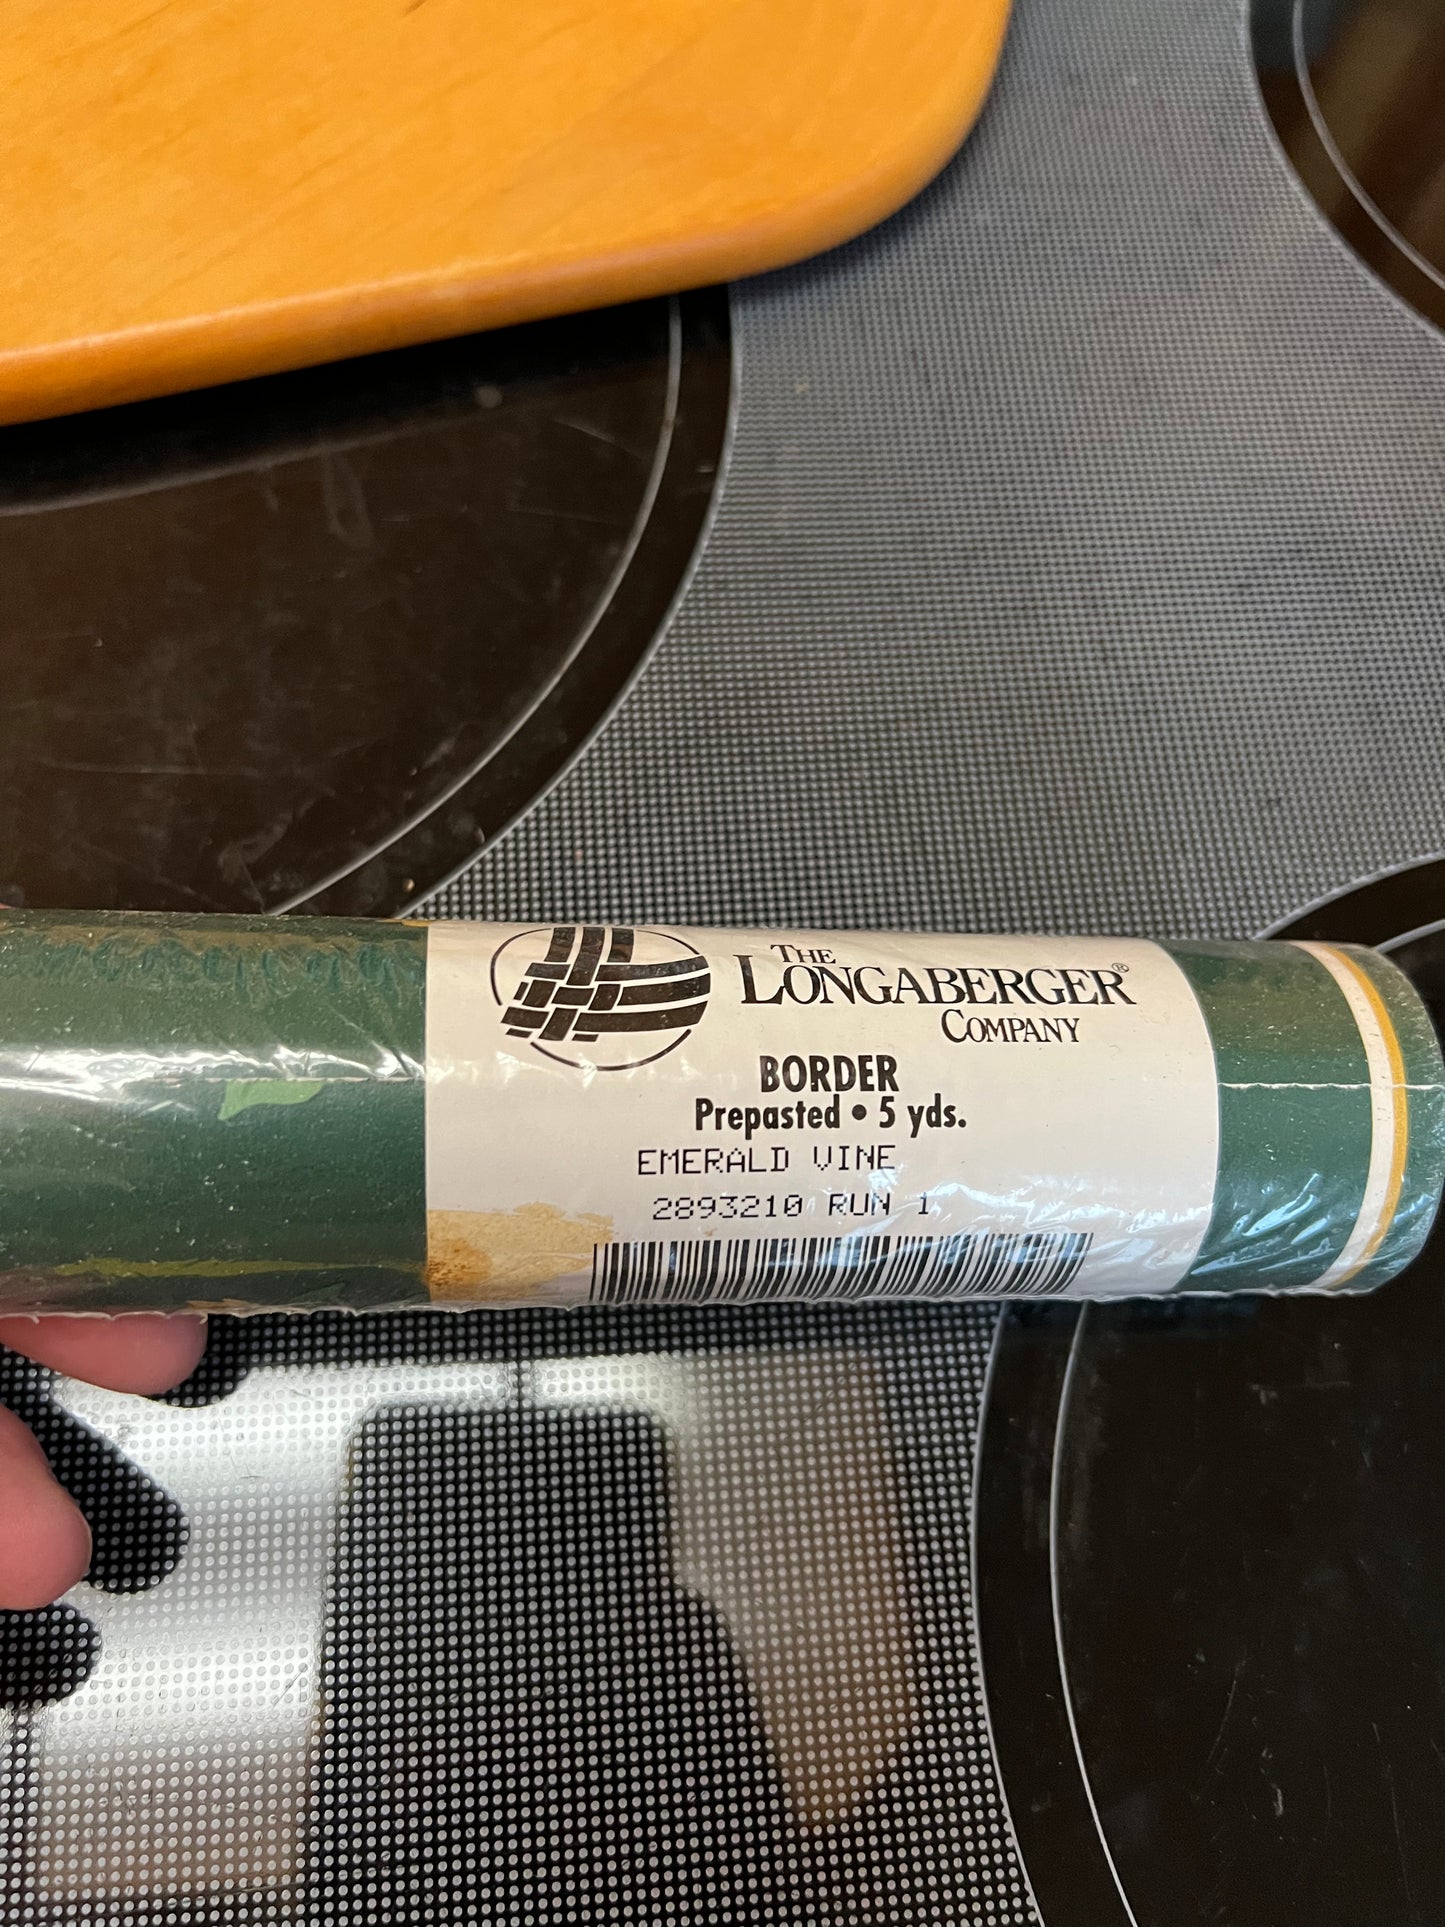 THE
LONGABERGER®
COMPANY
BORDER
Prepasted • 5 yds.
EMERALD VINE
2893210 RUN 1